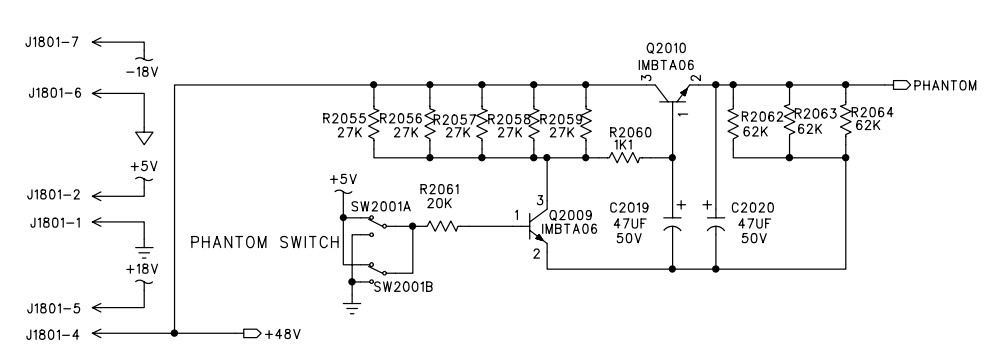 J1801-7
-18V
J1801-6
+5V
J1801-2
J1801-1
+18V
J1801-5
J1801-4
+48V
PHANTOM SWITCH
+5V
SW2001A
SW2001B
R2061
20K
R2055
27K
R2056
27K
R2057
27K
R2058
27K
R2059
27K
R2060
1K1
1
3
Q2009
IMBTA06
2
Q2010
IMBTA06
3
2
1
C2019
47UF
50V
+
C2020
47UF
50V
+
R2062
62K
R2063
62K
R2064
62K
PHANTOM